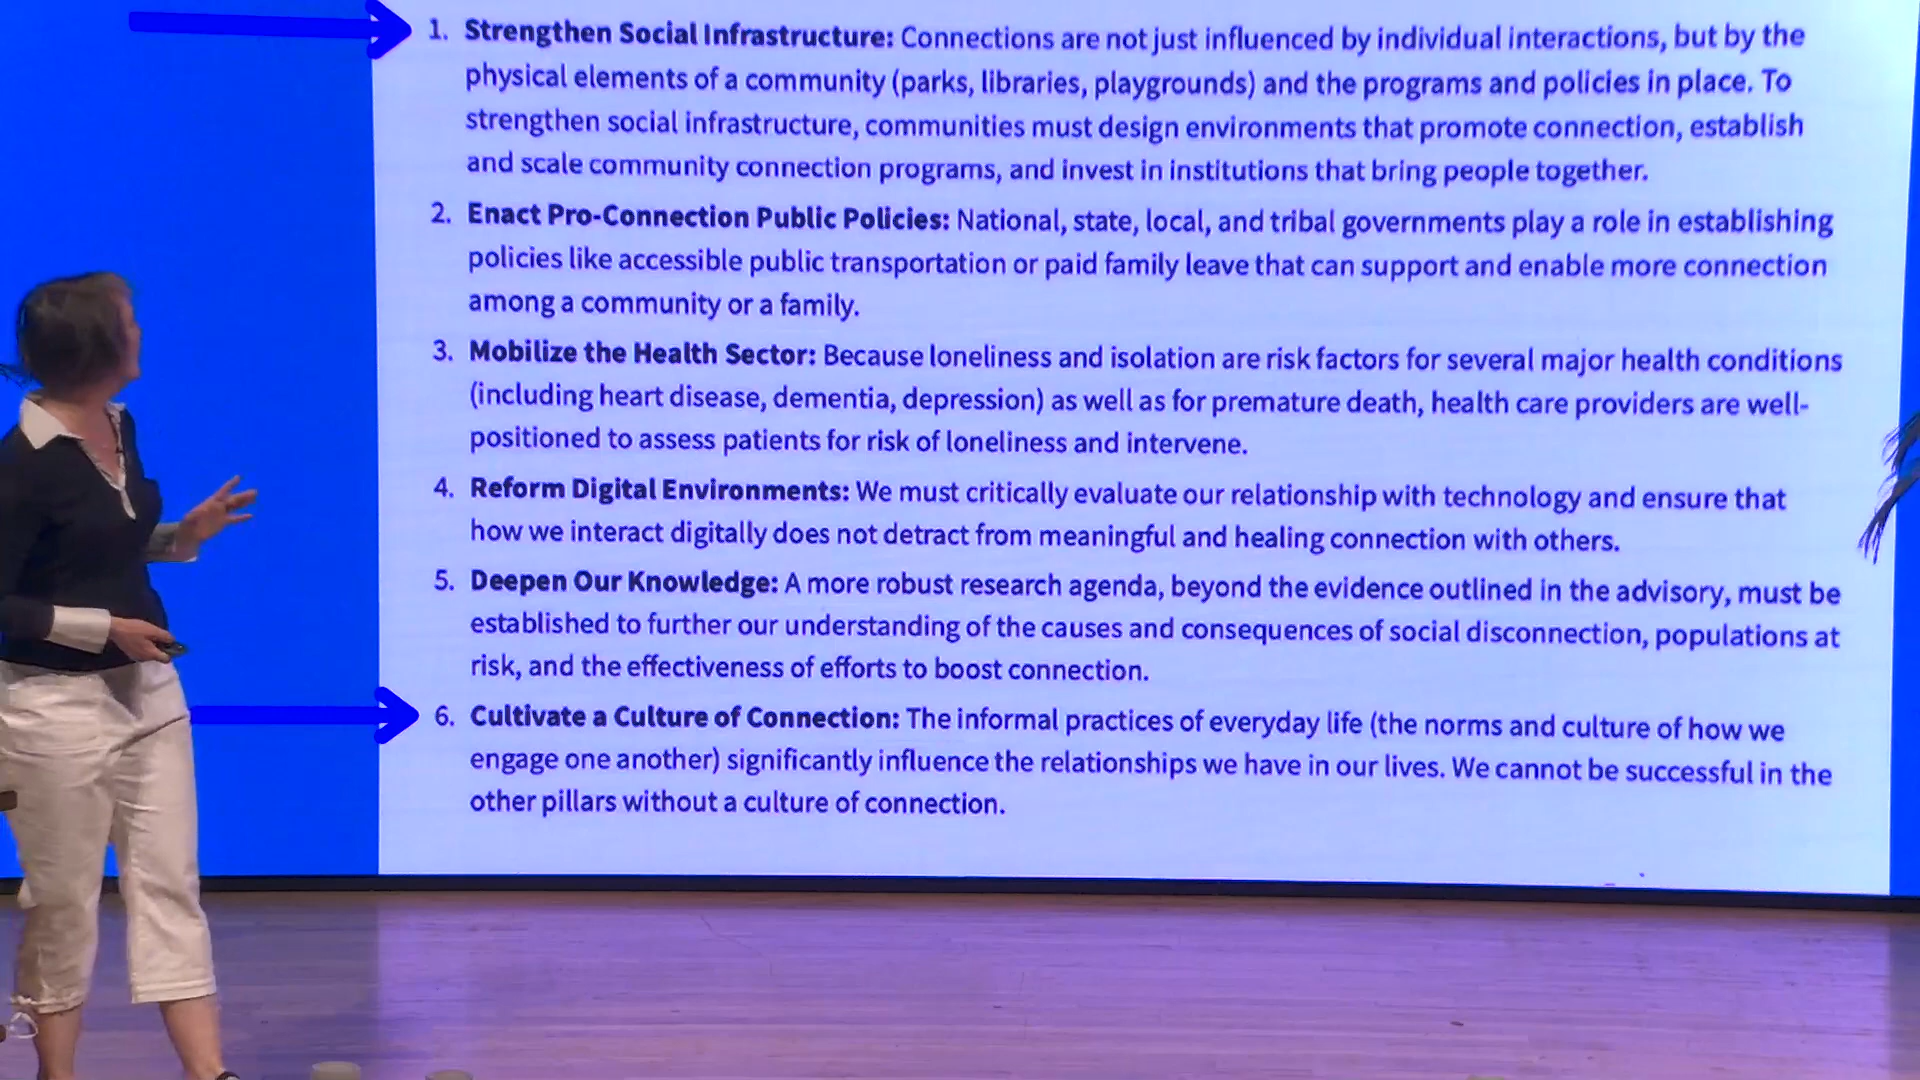 1. Strengthen Social Infrastructure: Connections are not just influenced by individual interactions, but by the
physical elements of a community (parks, libraries, playgrounds) and the programs and policies in place. To
strengthen social infrastructure, communities must design environments that promote connection, establish
and scale community connection programs, and invest in institutions that bring people together.
2. Enact Pro-Connection Public Policies: National, state, local, and tribal governments play a role in establishing
policies like accessible public transportation or paid family leave that can support and enable more connection
among a community or a family.
3. Mobilize the Health Sector: Because loneliness and isolation are risk factors for several major health conditions
(including heart disease, dementia, depression) as well as for premature death, health care providers are well-
positioned to assess patients for risk of loneliness and intervene.
4. Reform Digital Environments: We must critically evaluate our relationship with technology and ensure that
how we interact digitally does not detract from meaningful and healing connection with others.
5. Deepen Our Knowledge: A more robust research agenda, beyond the evidence outlined in the advisory, must be
established to further our understanding of the causes and consequences of social disconnection, populations at
risk, and the effectiveness of efforts to boost connection.
6. Cultivate a Culture of Connection: The informal practices of everyday life (the norms and culture of how we
engage one another) significantly influence the relationships we have in our lives. We cannot be successful in the
other pillars without a culture of connection.